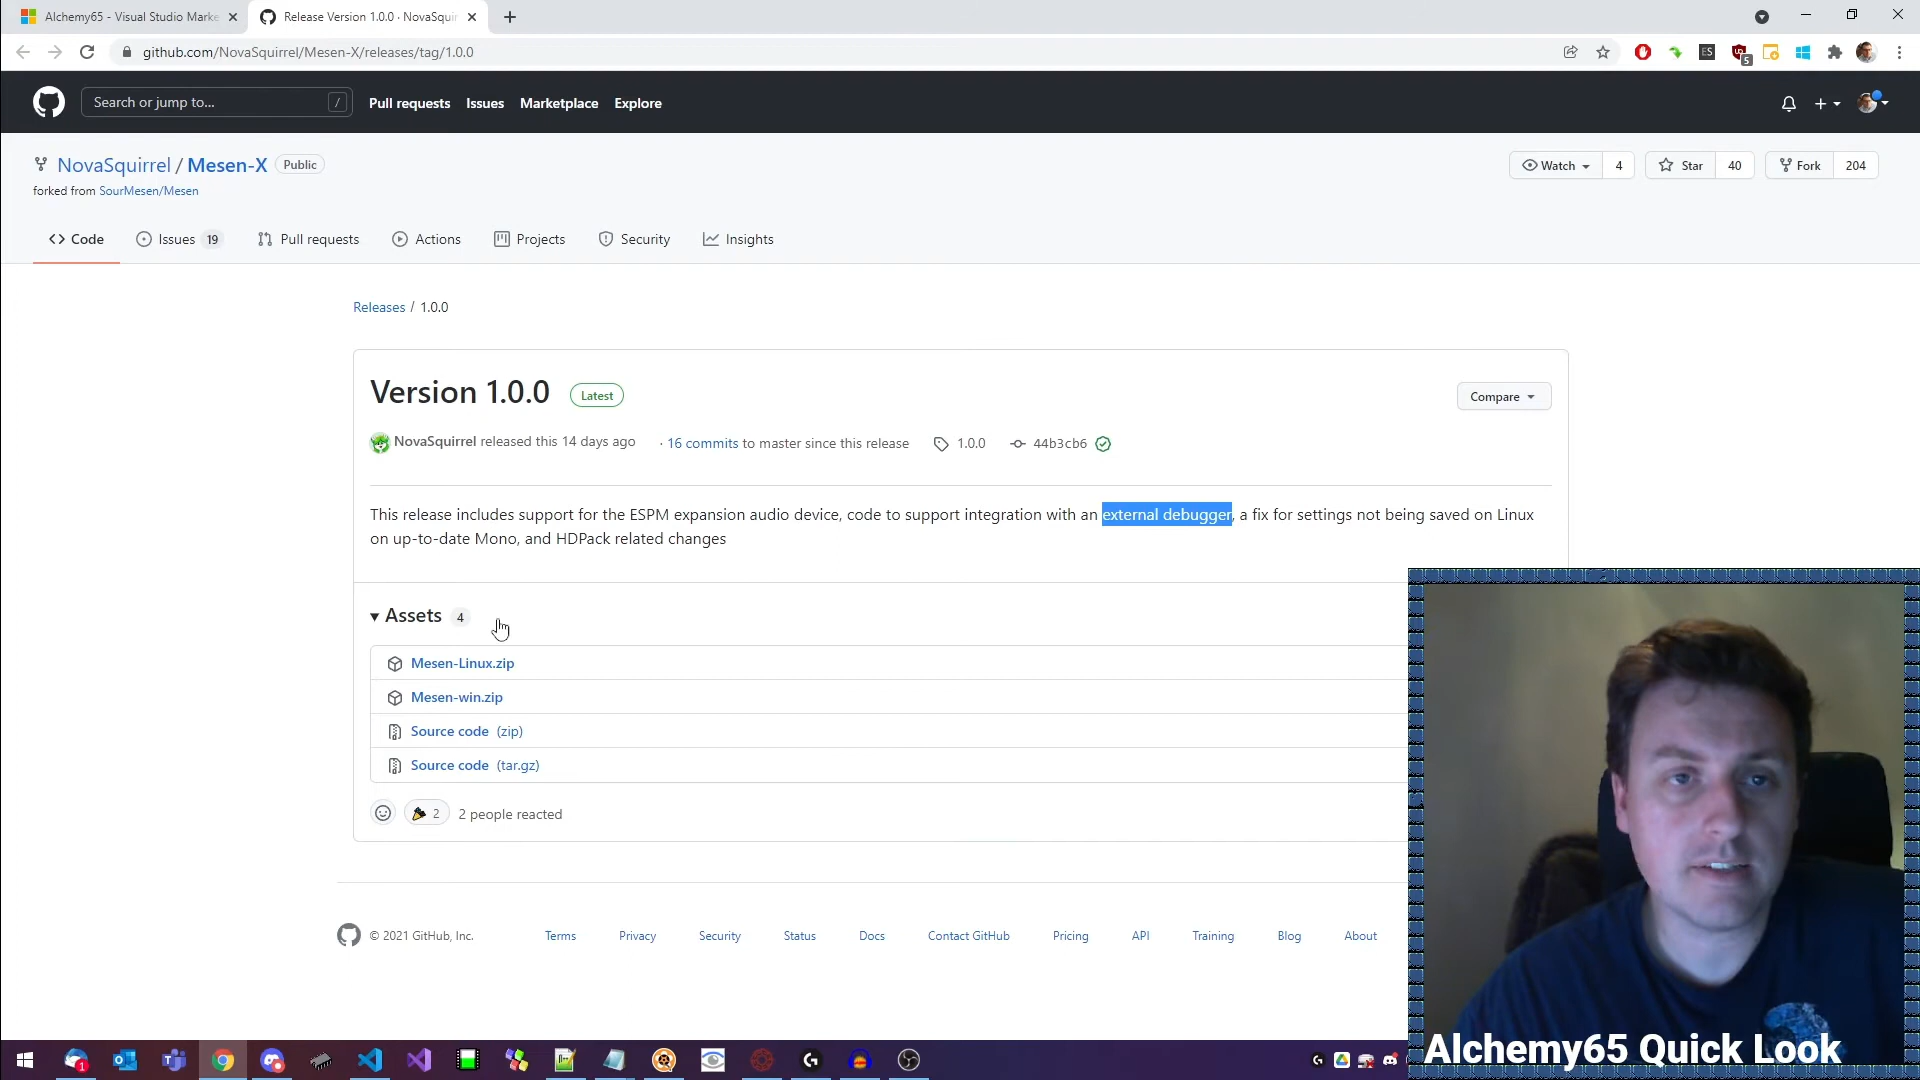 Alchemy65 - Visual Studio Marke
Release Version 1.0.0 · NovaSquir
github.com/NovaSquirrel/Mesen-X/releases/tag/1.0.0
ES
5
Search or jump to...
/
Pull requests
Issues
Marketplace
Explore
NovaSquirrel / Mesen-X
Public
forked from SourMesen/Mesen
Watch
4
Star
40
Fork
204
Code
Issues
19
Pull requests
Actions
Projects
Security
Insights
Releases / 1.0.0
Version 1.0.0
Latest
Compare
NovaSquirrel released this 14 days ago
· 16 commits to master since this release
1.0.0
44b3cb6
This release includes support for the ESPM expansion audio device, code to support integration with an external debugger, a fix for settings not being saved on Linux
on up-to-date Mono, and HDPack related changes
Assets
4
Mesen-Linux.zip
Mesen-win.zip
Source code (zip)
Source code (tar.gz)
2
2 people reacted
© 2021 GitHub, Inc.
Terms
Privacy
Security
Status
Docs
Contact GitHub
Pricing
API
Training
Blog
About
1
Alchemy65 Quick Look